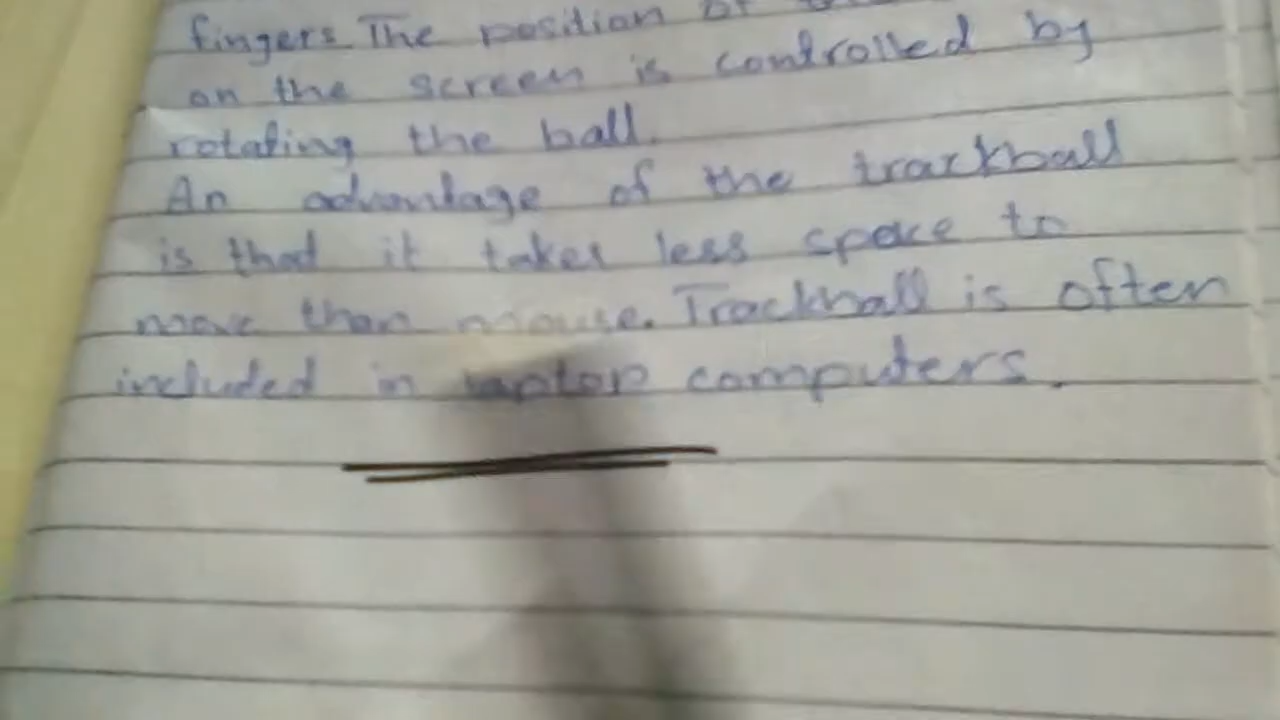 fingers. The position of
on the screen is controlled by
rotating the ball.
An advantage of the trackball
is that it takes less space to
move than mouse. Trackball is often
included in laptop computers.